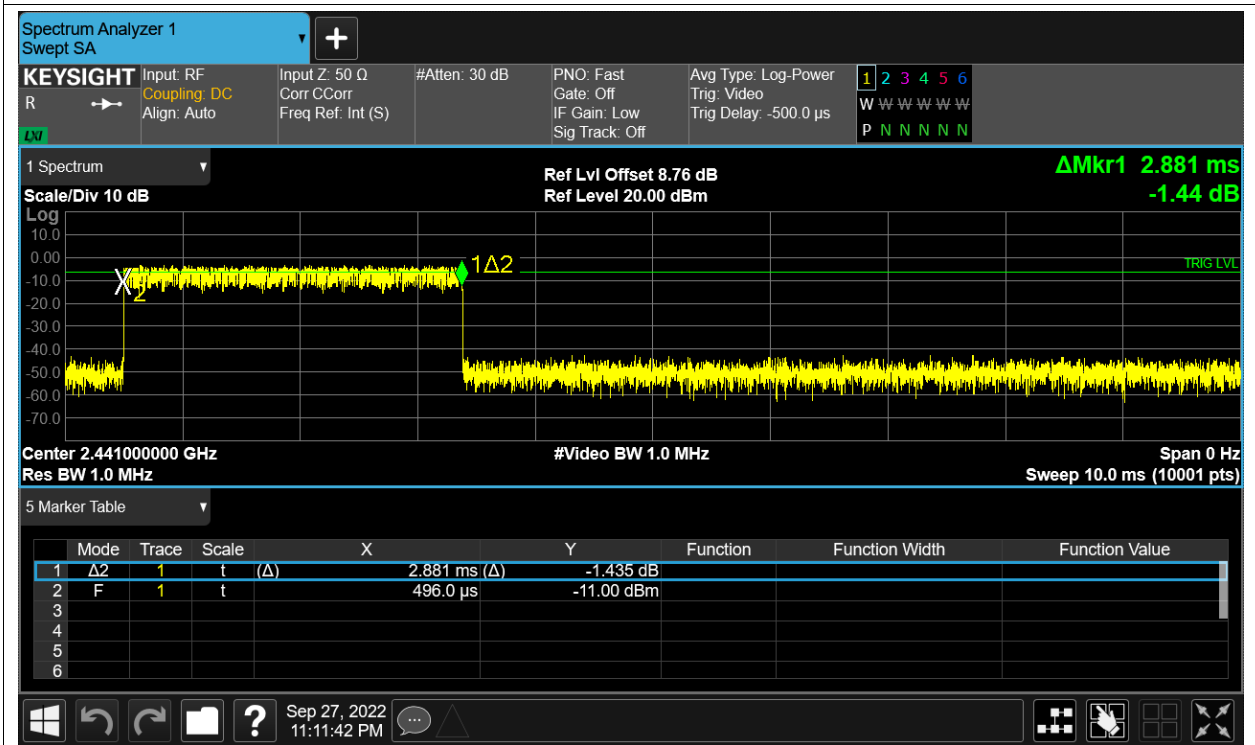 Spectrum Analyzer 1
Swept SA
KEYSIGHT
R
LXI
Input: RF
Coupling: DC
Align: Auto
Input Z: 50 Ω
Corr CCorr
Freq Ref: Int (S)
#Atten: 30 dB
PNO: Fast
Gate: Off
IF Gain: Low
Sig Track: Off
Avg Type: Log-Power
Trig: Video
Trig Delay: -500.0 µs
1 2 3 4 5 6
W W W W W W
P N N N N N
1 Spectrum
Scale/Div 10 dB
Ref Lvl Offset 8.76 dB
Ref Level 20.00 dBm
ΔMkr1 2.881 ms
-1.44 dB
Log
10.0
0.00
-10.0
-20.0
-30.0
-40.0
-50.0
-60.0
-70.0
X
2
1Δ2
TRIG LVL
Center 2.441000000 GHz
Res BW 1.0 MHz
#Video BW 1.0 MHz
Span 0 Hz
Sweep 10.0 ms (10001 pts)
5 Marker Table
Mode Trace Scale X Y Function Function Width Function Value
1 Δ2 1 t (Δ) 2.881 ms (Δ) -1.435 dB
2 F 1 t 496.0 µs -11.00 dBm
3
4
5
6
?
Sep 27, 2022
11:11:42 PM